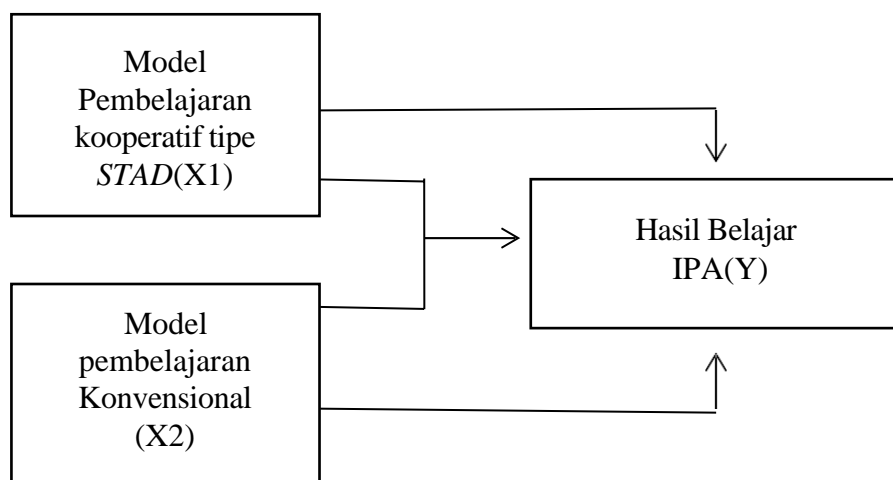 Model
Pembelajaran
kooperatif tipe
STAD(X1)
Hasil Belajar
IPA(Y)
Model
pembelajaran
Konvensional
(X2)